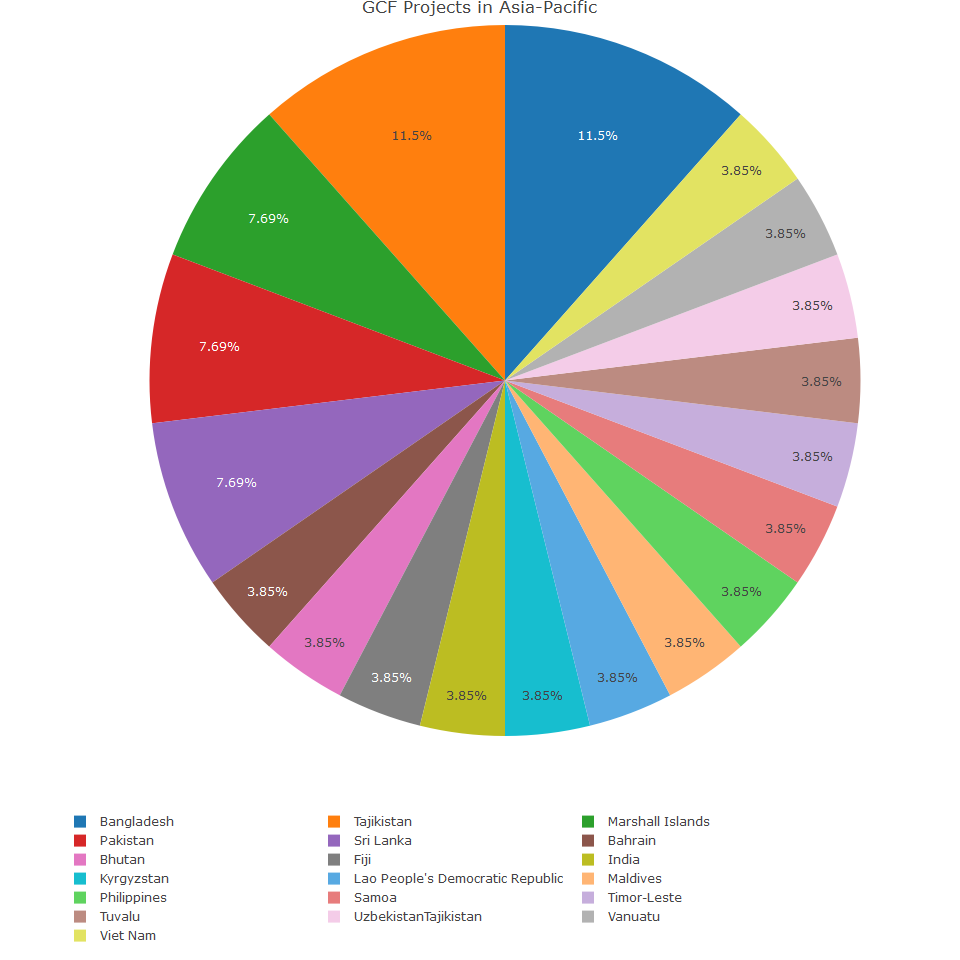 GCF Projects in Asia-Pacific
11.5% 11.5%
3.85%
7.69% 3.85%
3.85%
7.69%
3.85%
3.85%
7.69%
3.85%
3.85% 3.85%
3.85% 3.85%
3.85% 3.85%
3.85% 3.85%
Bangladesh Tajikistan Marshall Islands
Pakistan Sri Lanka Bahrain
Bhutan Fiji India
Kyrgyzstan Lao People's Democratic Republic Maldives
Philippines Samoa Timor-Leste
Tuvalu UzbekistanTajikistan Vanuatu
Viet Nam